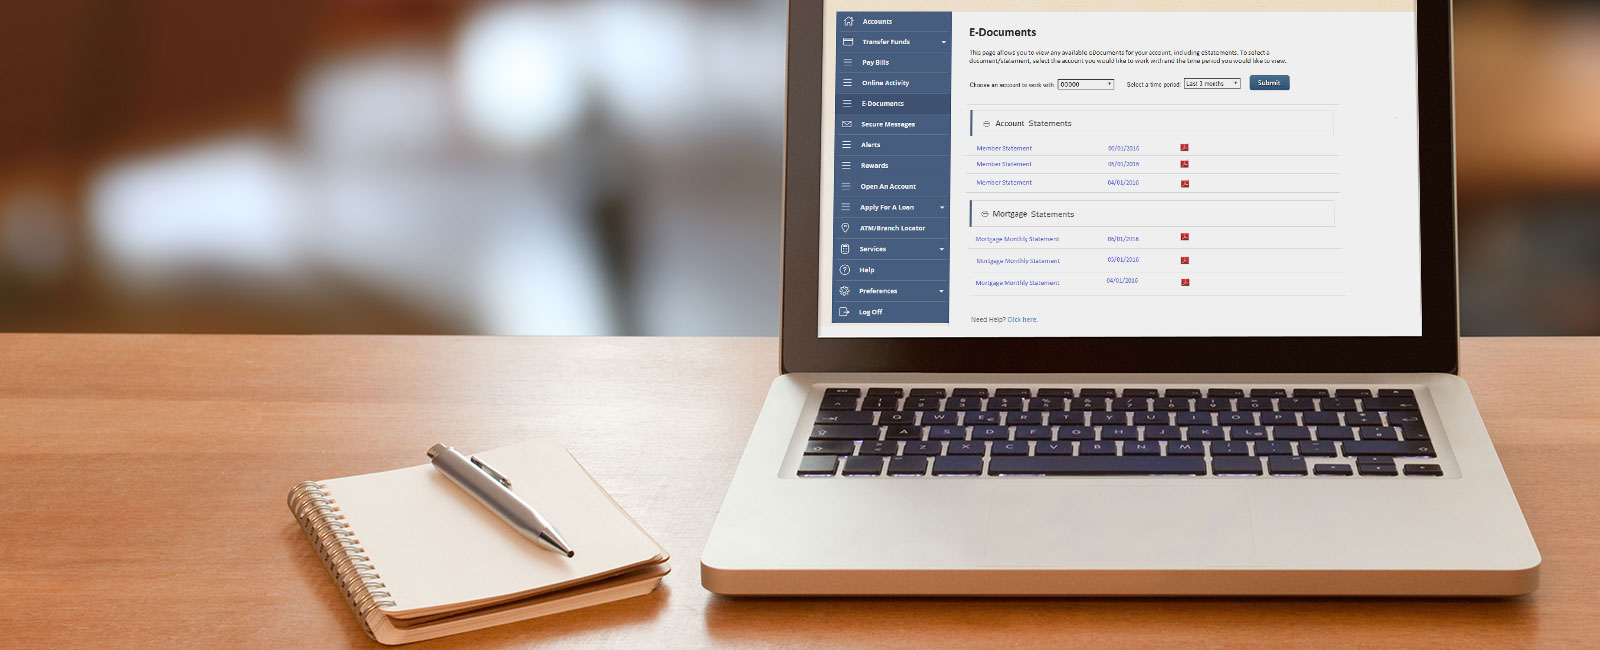 Accounts
Transfer Funds
Pay Bills
Online Activity
E-Documents
Secure Messages
Alerts
Rewards
Open An Account
Apply For A Loan
ATM/Branch Locator
Services
Help
Preferences
Log Off
E-Documents
This page allows you to view any available eDocuments for your account, including eStatements. To select a
document/statement, select the account you would like to work with and the time period you would like to view.
Choose an account to work with: 00000 Select a time period: Last 3 months Submit
Account Statements
Member Statement 06/01/2016
Member Statement 05/01/2016
Member Statement 04/01/2016
Mortgage Statements
Mortgage Monthly Statement 06/01/2016
Mortgage Monthly Statement 05/01/2016
Mortgage Monthly Statement 04/01/2016
Need Help? Click here.
Q W E R T Y U I O P
A S D F G H J K L
Z X C V B N M